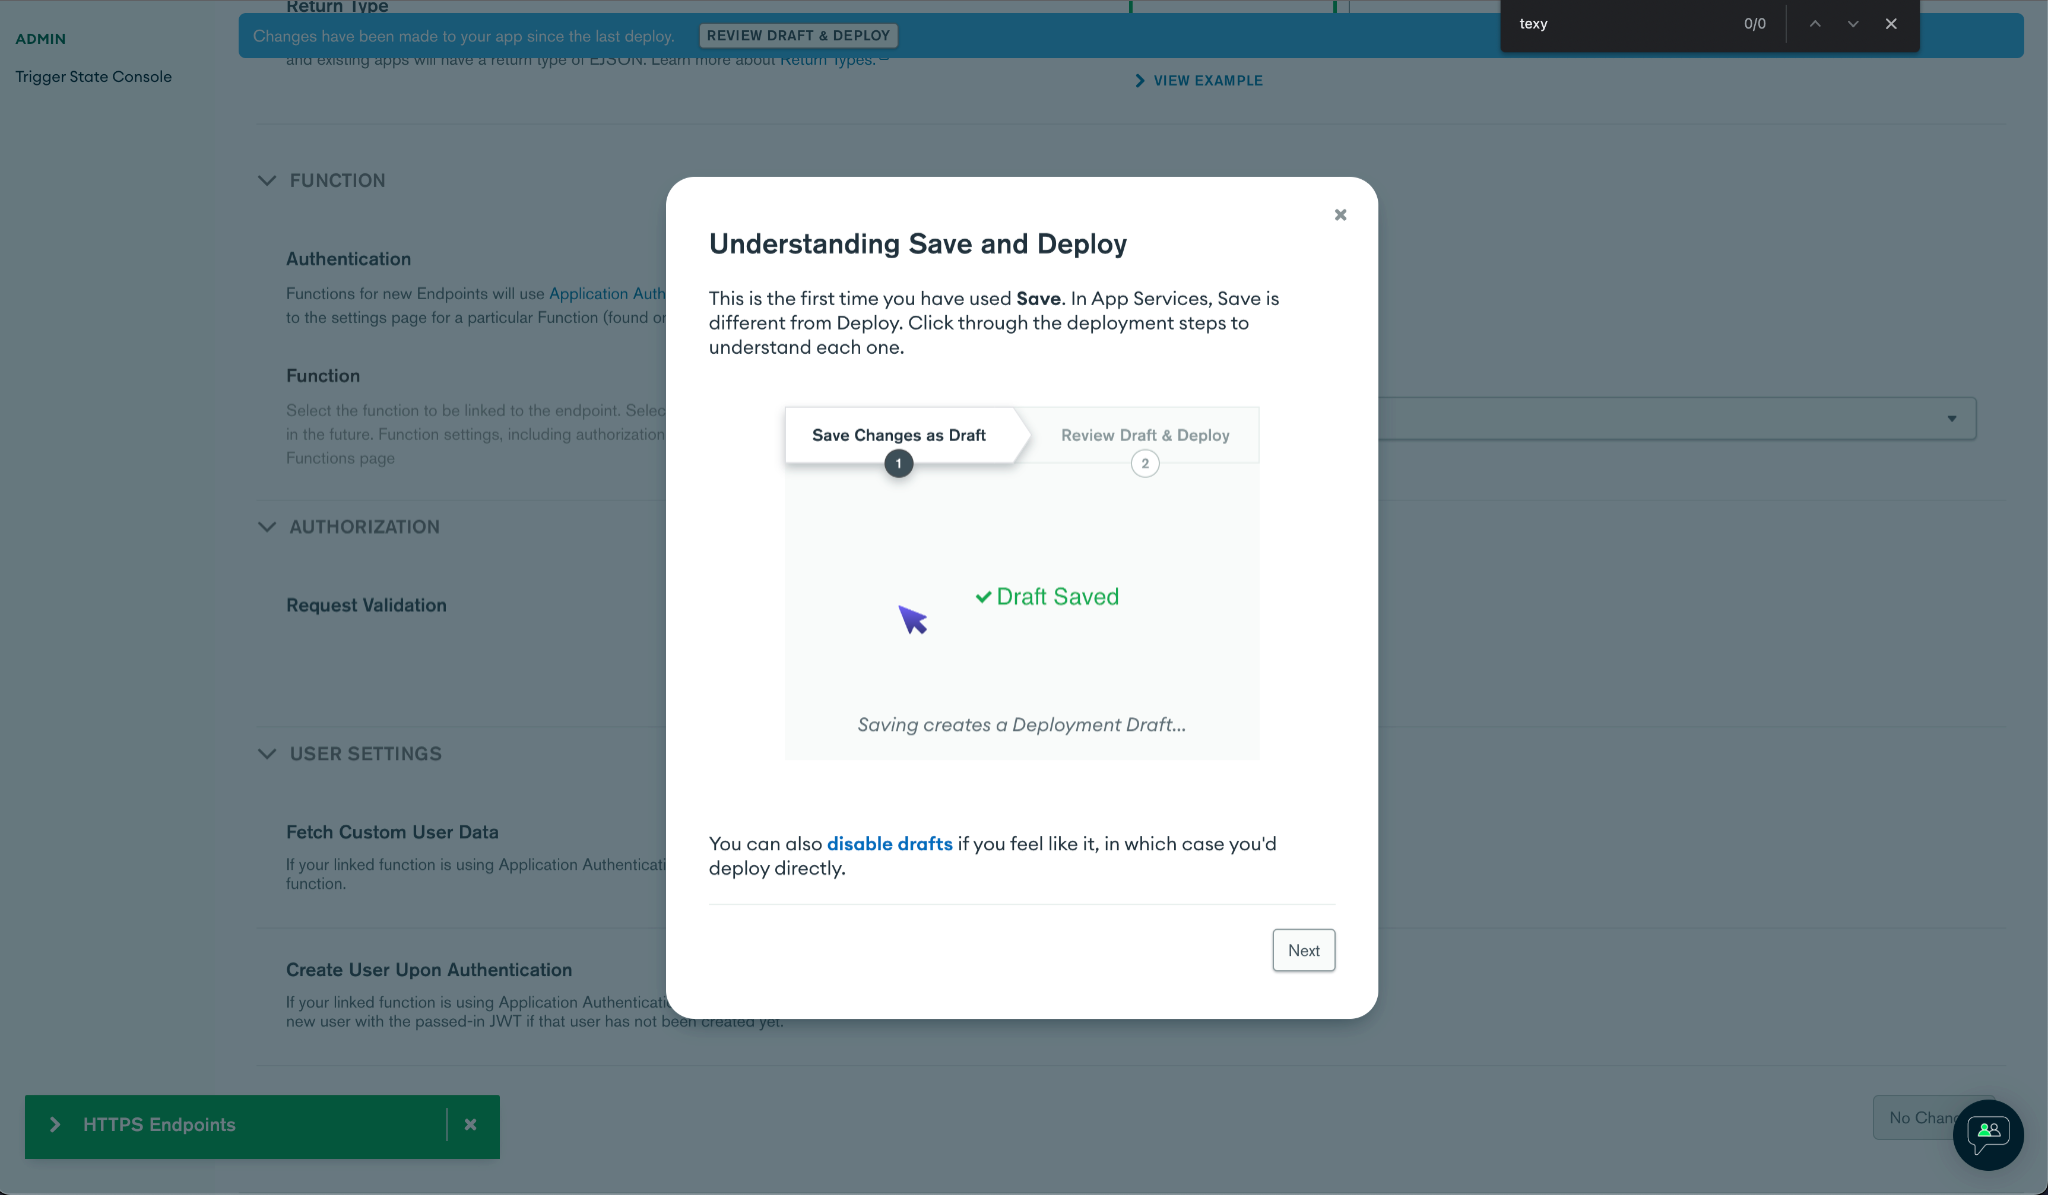 Return Type
texy
0/0
ADMIN
Changes have been made to your app since the last deploy.
REVIEW DRAFT & DEPLOY
and existing apps will have a return type of EJSON. Learn more about Return Types.
Trigger State Console
VIEW EXAMPLE
FUNCTION
Authentication
Functions for new Endpoints will use Application Auth
to the settings page for a particular Function (found or
Function
Select the function to be linked to the endpoint. Selec
in the future. Function settings, including authorization
Functions page
AUTHORIZATION
Request Validation
USER SETTINGS
Fetch Custom User Data
If your linked function is using Application Authenticati
function.
Create User Upon Authentication
If your linked function is using Application Authenticati
new user with the passed-in JWT if that user has not been created yet.
Understanding Save and Deploy
This is the first time you have used Save. In App Services, Save is
different from Deploy. Click through the deployment steps to
understand each one.
Save Changes as Draft
1
Review Draft & Deploy
2
Draft Saved
Saving creates a Deployment Draft...
You can also disable drafts if you feel like it, in which case you'd
deploy directly.
Next
HTTPS Endpoints
No Chan